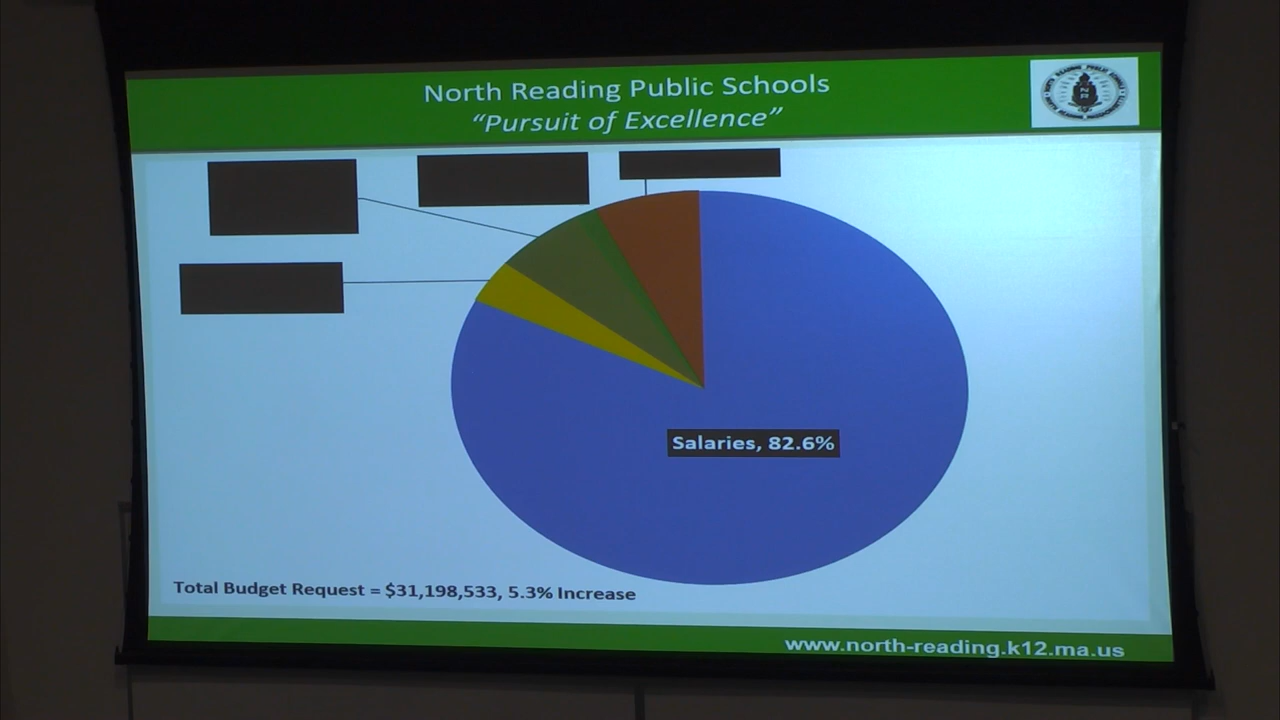 North Reading Public Schools
“Pursuit of Excellence”
Salaries, 82.6%
Total Budget Request = $31,198,533, 5.3% Increase
www.north-reading.k12.ma.us